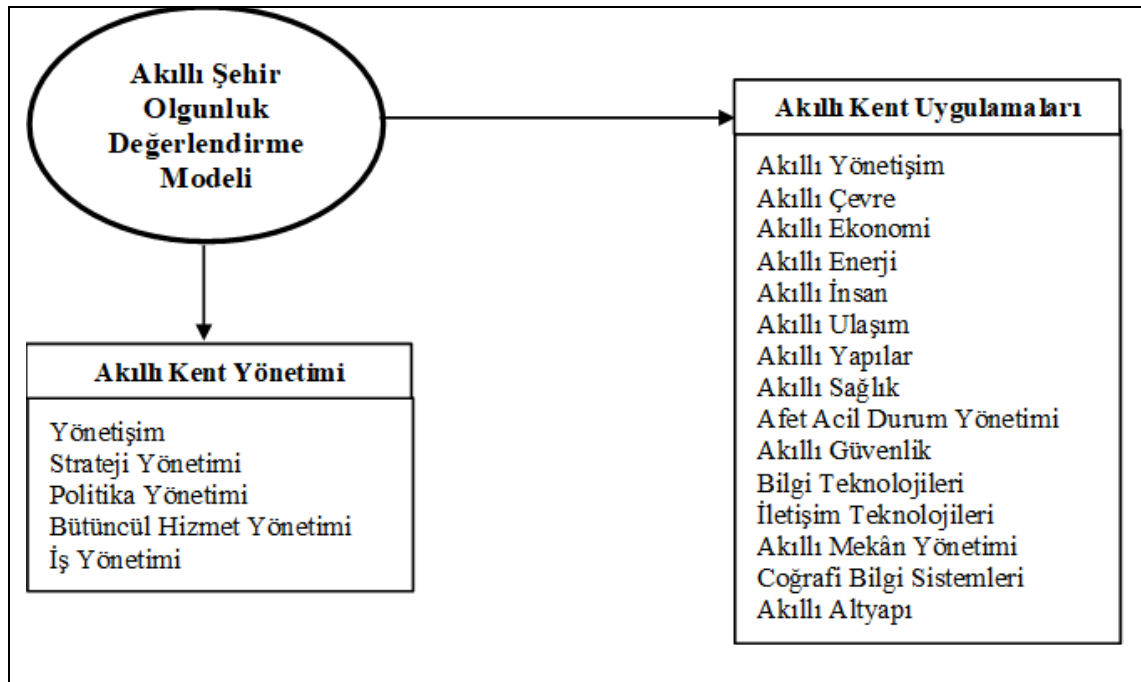 Akıllı Şehir
Olgunluk
Değerlendirme
Modeli
Akıllı Kent Uygulamaları
Akıllı Yönetişim
Akıllı Çevre
Akıllı Ekonomi
Akıllı Enerji
Akıllı İnsan
Akıllı Ulaşım
Akıllı Yapılar
Akıllı Sağlık
Afet Acil Durum Yönetimi
Akıllı Güvenlik
Bilgi Teknolojileri
İletişim Teknolojileri
Akıllı Mekân Yönetimi
Coğrafi Bilgi Sistemleri
Akıllı Altyapı
Akıllı Kent Yönetimi
Yönetişim
Strateji Yönetimi
Politika Yönetimi
Bütüncül Hizmet Yönetimi
İş Yönetimi